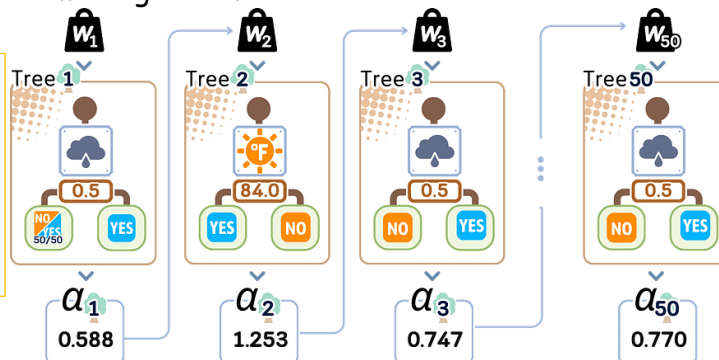 W1 W2 W3 W50
Tree 1 Tree 2 Tree 3 Tree 50
°F
0.5 84.0 0.5 0.5
NO YES 50/50 YES YES NO NO YES NO YES
α1 α2 α3 α50
0.588 1.253 0.747 0.770